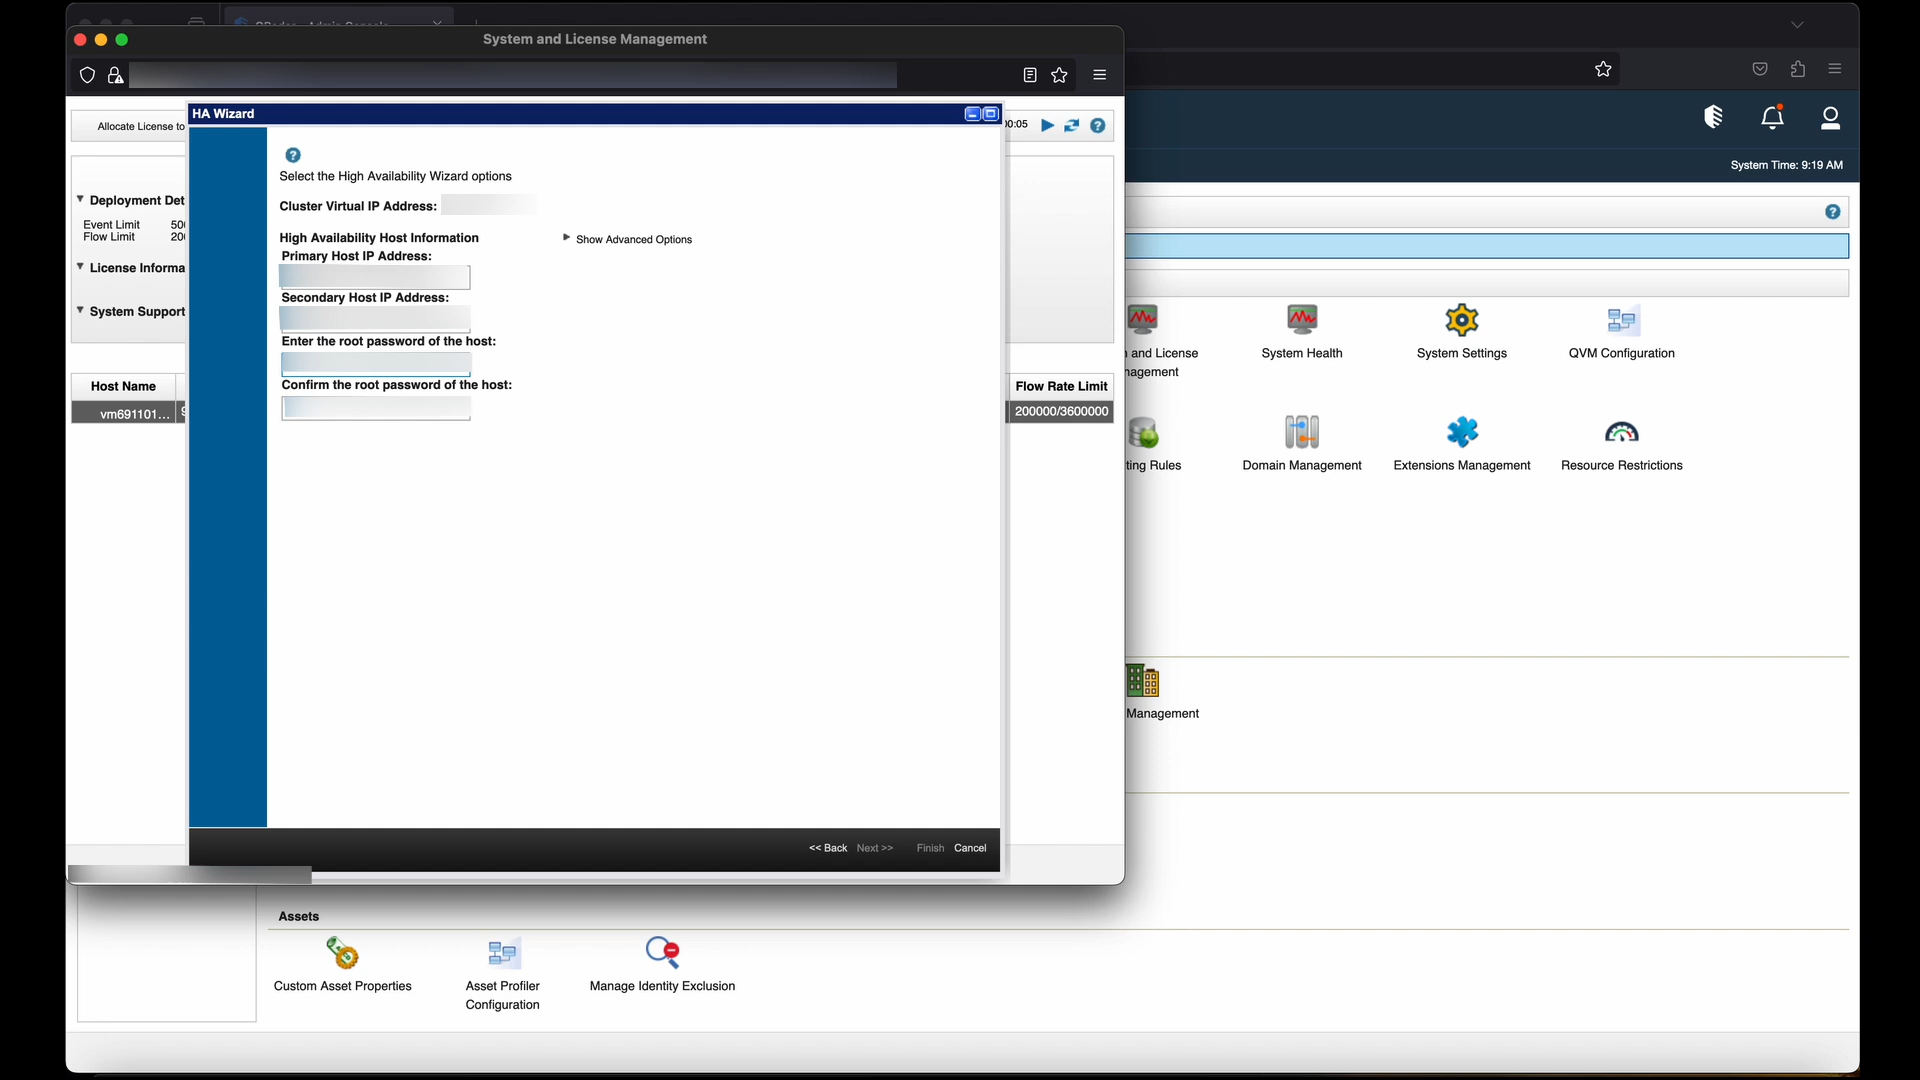 System and License Management
Allocate License to
HA Wizard
00:05
Select the High Availability Wizard options
Cluster Virtual IP Address:
High Availability Host Information
Show Advanced Options
Primary Host IP Address:
Secondary Host IP Address:
Enter the root password of the host:
Confirm the root password of the host:
<< Back
Next >>
Finish
Cancel
Deployment Det
Event Limit
Flow Limit
License Informa
System Support
Host Name
vm691101...
Flow Rate Limit
200000/3600000
System Time: 9:19 AM
and License
System Health
System Settings
QVM Configuration
ting Rules
Domain Management
Extensions Management
Resource Restrictions
Management
Assets
Custom Asset Properties
Asset Profiler
Configuration
Manage Identity Exclusion